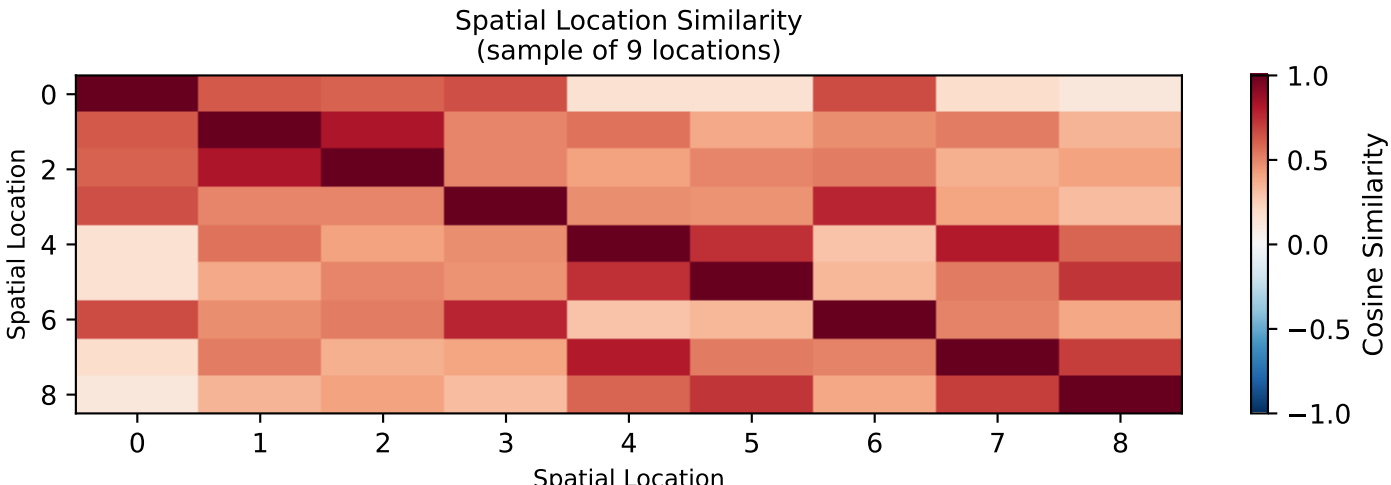 Spatial Location Similarity
(sample of 9 locations)
Spatial Location
0
2
4
6
8
0 1 2 3 4 5 6 7 8
Spatial Location
1.0
0.5
0.0
−0.5
−1.0
Cosine Similarity